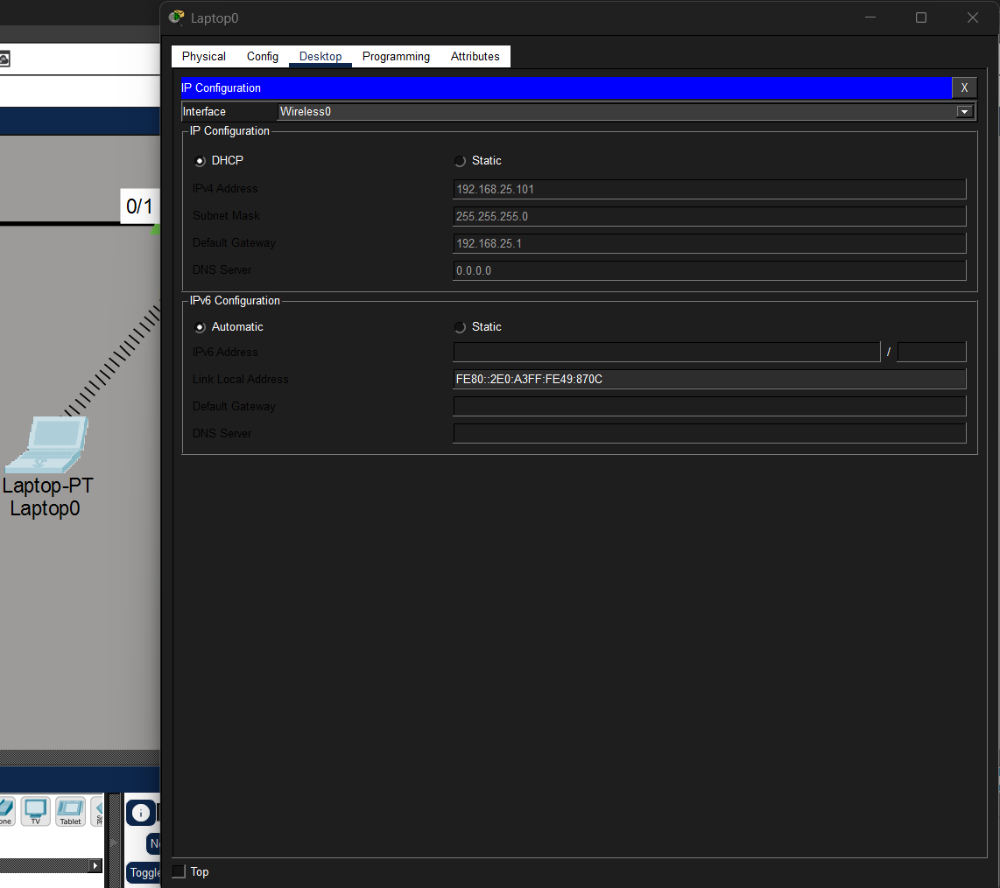 Laptop0
Physical Config Desktop Programming Attributes
IP Configuration X
Interface Wireless0
IP Configuration
DHCP Static
IPv4 Address 192.168.25.101
Subnet Mask 255.255.255.0
Default Gateway 192.168.25.1
DNS Server 0.0.0.0
IPv6 Configuration
Automatic Static
IPv6 Address /
Link Local Address FE80::2E0:A3FF:FE49:870C
Default Gateway
DNS Server
Top
0/1
Laptop-PT
Laptop0
TV Tablet
Toggle